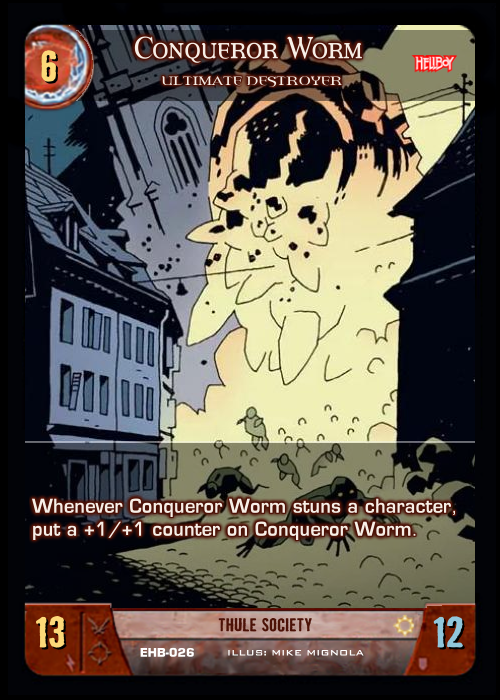 6
Conqueror Worm
HELLBOY
Ultimate Destroyer
Whenever Conqueror Worm stuns a character,
put a +1/+1 counter on Conqueror Worm.
13
THULE SOCIETY
12
EHB-026 ILLUS: MIKE MIGNOLA